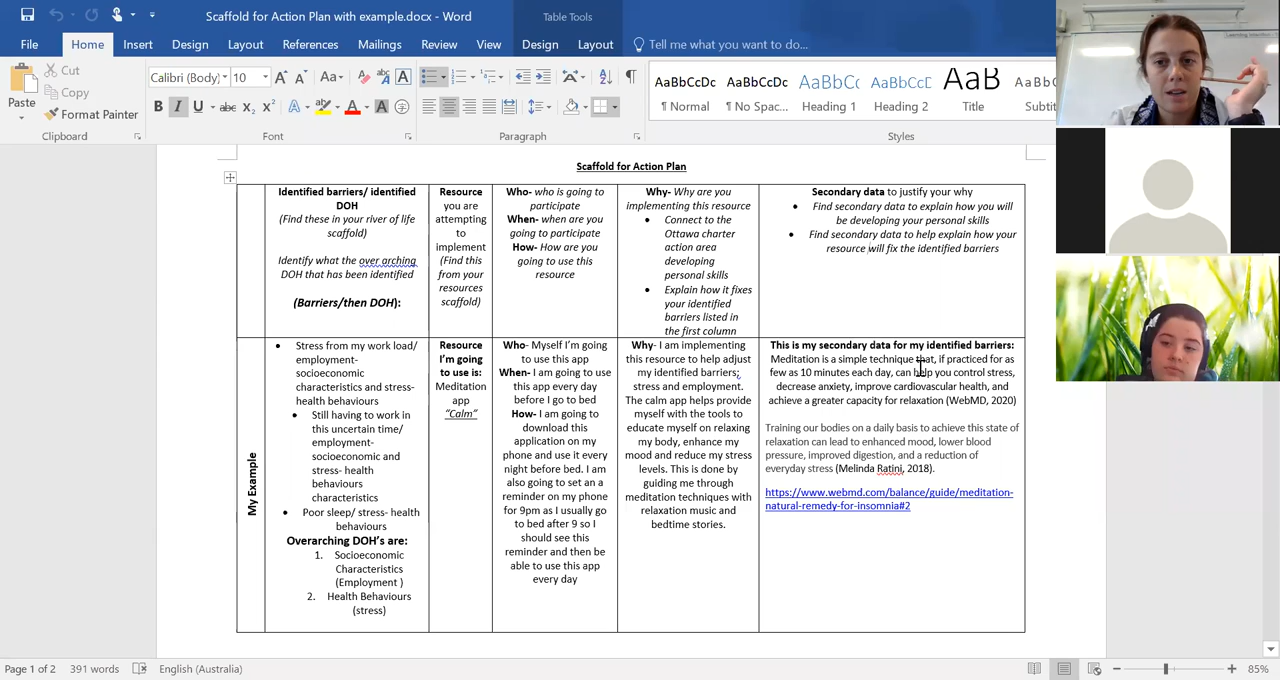 Scaffold for Action Plan with example.docx - Word
Table Tools
File Home Insert Design Layout References Mailings Review View Design Layout Tell me what you want to do...
Paste
Cut
Copy
Format Painter
Calibri (Body) 10
Clipboard
Font
Paragraph
Styles
AaBbCcDc AaBbCcDc AaBbC( AaBbCcE AaB
¶ Normal ¶ No Spac... Heading 1 Heading 2 Title Subtit
Scaffold for Action Plan
Identified barriers/ identified
DOH
(Find these in your river of life
scaffold)
Identify what the over arching
DOH that has been identified
(Barriers/then DOH):
Resource
you are
attempting
to
implement
(Find this
from your
resources
scaffold)
Who- who is going to
participate
When- when are you
going to participate
How- How are you
going to use this
resource
Why- Why are you
implementing this resource
• Connect to the
Ottawa charter
action area
developing
personal skills
• Explain how it fixes
your identified
barriers listed in
the first column
Secondary data to justify your why
• Find secondary data to explain how you will
be developing your personal skills
• Find secondary data to help explain how your
resource will fix the identified barriers
My Example
• Stress from my work load/
employment-
socioeconomic
characteristics and stress-
health behaviours
• Still having to work in
this uncertain time/
employment-
socioeconomic and
stress- health
behaviours
characteristics
• Poor sleep/ stress- health
behaviours
Overarching DOH's are:
1. Socioeconomic
Characteristics
(Employment )
2. Health Behaviours
(stress)
Resource
I'm going
to use is:
Meditation
app
"Calm"
Who- Myself I'm going
to use this app
When- I am going to use
this app every day
before I go to bed
How- I am going to
download this
application on my
phone and use it every
night before bed. I am
also going to set an
reminder on my phone
for 9pm as I usually go
to bed after 9 so I
should see this
reminder and then be
able to use this app
every day
Why- I am implementing
this resource to help adjust
my identified barriers;
stress and employment.
The calm app helps provide
myself with the tools to
educate myself on relaxing
my body, enhance my
mood and reduce my stress
levels. This is done by
guiding me through
meditation techniques with
relaxation music and
bedtime stories.
This is my secondary data for my identified barriers:
Meditation is a simple technique that, if practiced for as
few as 10 minutes each day, can help you control stress,
decrease anxiety, improve cardiovascular health, and
achieve a greater capacity for relaxation (WebMD, 2020)
Training our bodies on a daily basis to achieve this state of
relaxation can lead to enhanced mood, lower blood
pressure, improved digestion, and a reduction of
everyday stress (Melinda Ratini, 2018).
https://www.webmd.com/balance/guide/meditation-
natural-remedy-for-insomnia#2
Page 1 of 2 391 words English (Australia) 85%